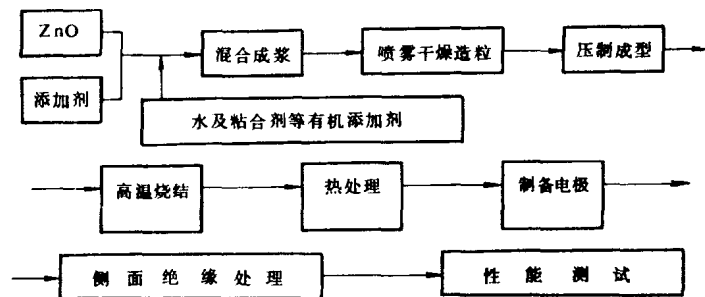 ZnO
添加剂
混合成浆
喷雾干燥造粒
压制成型
水及粘合剂等有机添加剂
高温烧结
热处理
制备电极
侧面绝缘处理
性能测试